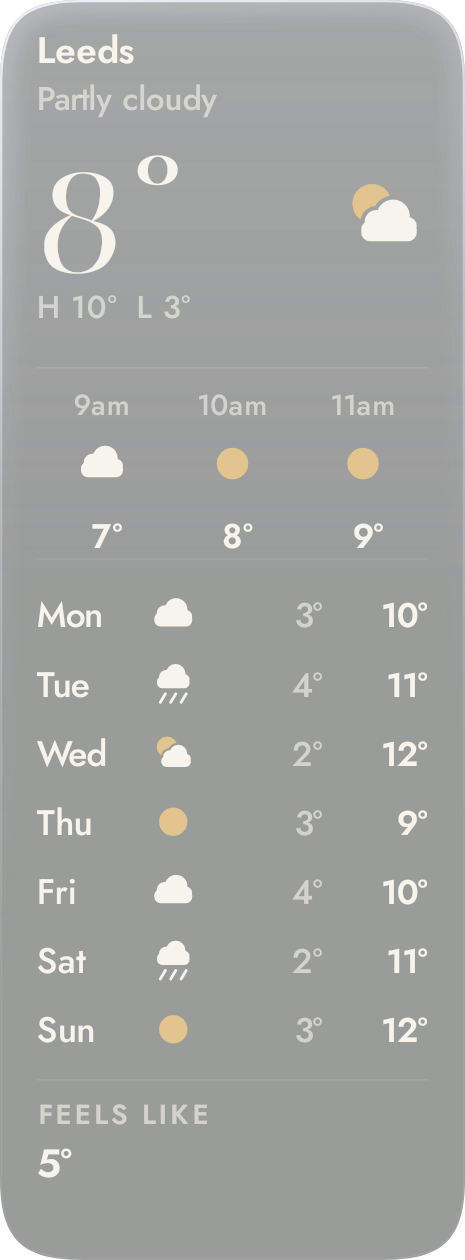 Leeds
Partly cloudy
8°
H 10° L 3°
9am 10am 11am
7° 8° 9°
Mon 3° 10°
Tue 4° 11°
Wed 2° 12°
Thu 3° 9°
Fri 4° 10°
Sat 2° 11°
Sun 3° 12°
FEELS LIKE
5°